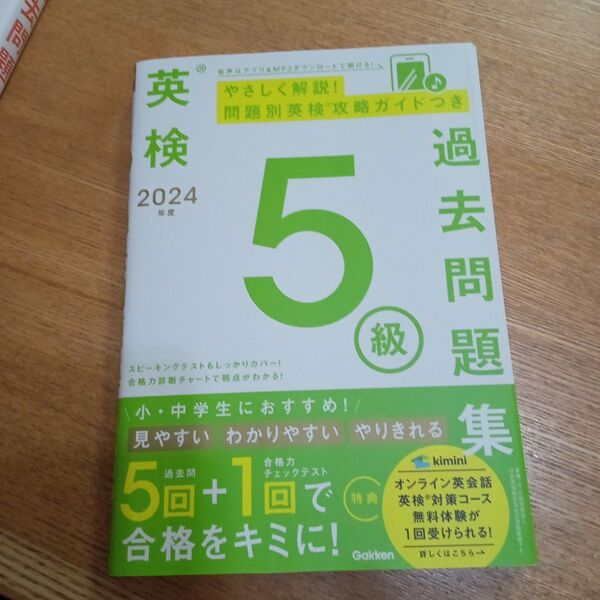 音声はアプリ&MP3ダウンロードで聞ける!
やさしく解説!
問題別英検®攻略ガイドつき
英検®
2024
年度
5
級
過去問題集
スピーキングテストもしっかりカバー!
合格力診断チャートで弱点がわかる!
小・中学生におすすめ!
見やすい わかりやすい やりきれる
過去問
5回
+
合格力
チェックテスト
1回で
合格をキミに!
特典
kimini
オンライン英会話
英検®対策コース
無料体験が
1回受けられる!
詳しくはこちら→
Gakken